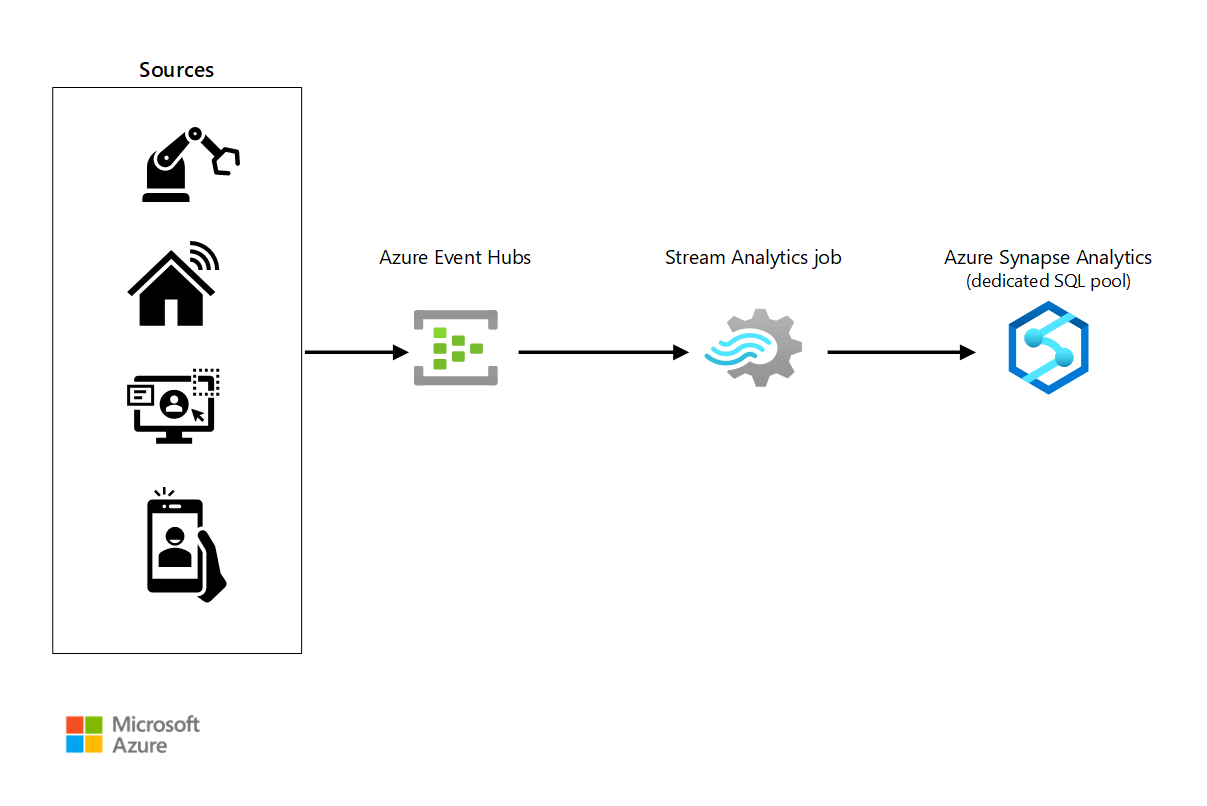 Sources
Azure Event Hubs
Stream Analytics job
Azure Synapse Analytics
(dedicated SQL pool)
Microsoft
Azure